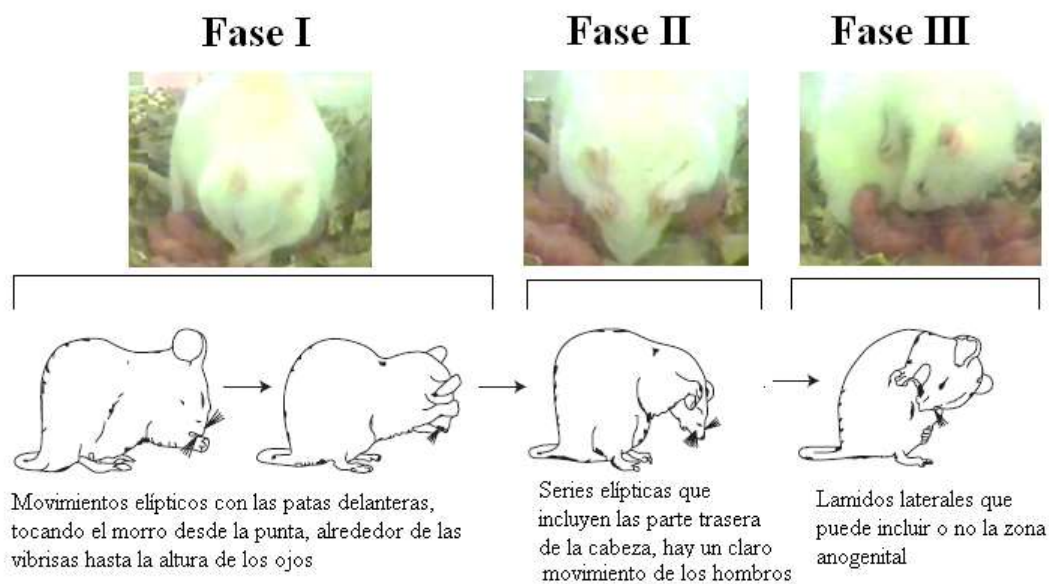 Fase I
Fase II
Fase III
Movimientos elípticos con las patas delanteras,
tocando el morro desde la punta, alrededor de las
vibrisas hasta la altura de los ojos
Series elípticas que
incluyen las parte trasera
de la cabeza, hay un claro
movimiento de los hombros
Lamidos laterales que
puede incluir o no la zona
anogenital